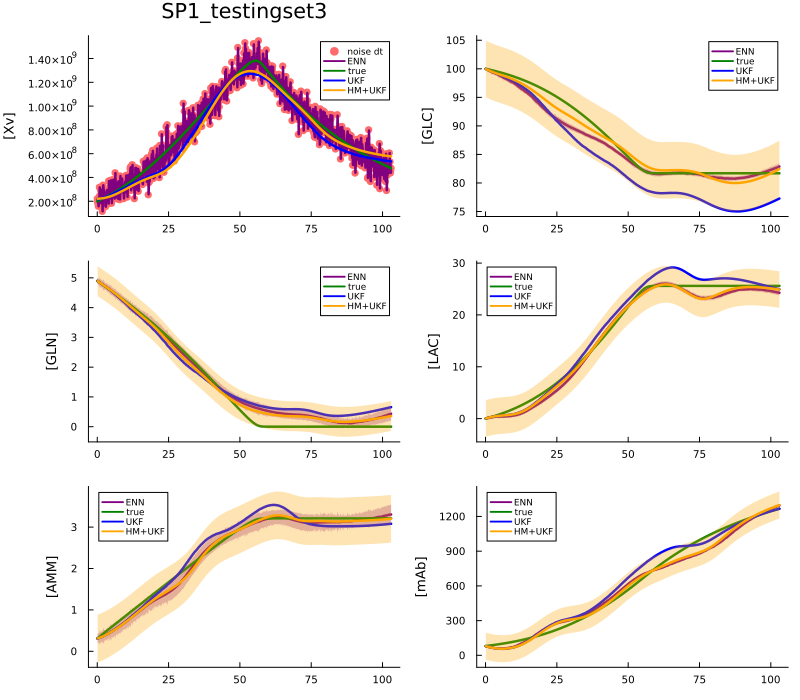 SP1_testingset3
[Xv]
1.40×10⁹
1.20×10⁹
1.00×10⁹
8.00×10⁸
6.00×10⁸
4.00×10⁸
2.00×10⁸
0 25 50 75 100
noise dt
ENN
true
UKF
HM+UKF
[GLC]
105
100
95
90
85
80
75
0 25 50 75 100
ENN
true
UKF
HM+UKF
[GLN]
5
4
3
2
1
0
0 25 50 75 100
ENN
true
UKF
HM+UKF
[LAC]
30
20
10
0
0 25 50 75 100
ENN
true
UKF
HM+UKF
[AMM]
3
2
1
0
0 25 50 75 100
ENN
true
UKF
HM+UKF
[mAb]
1200
900
600
300
0
0 25 50 75 100
ENN
true
UKF
HM+UKF